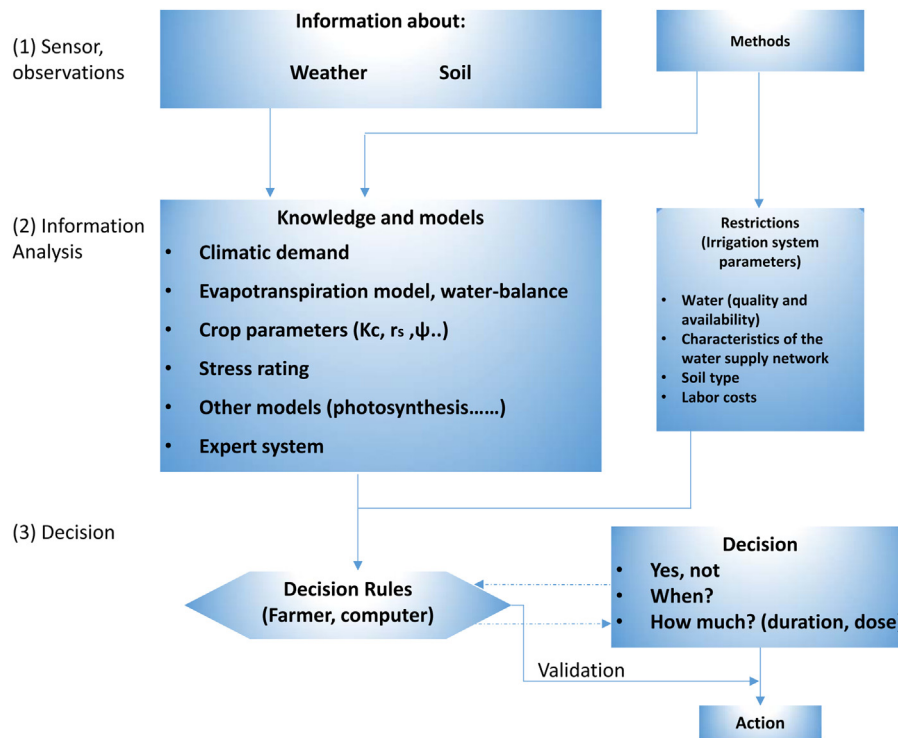 (1) Sensor,
observations
Information about:
Weather Soil
Methods
(2) Information
Analysis
Knowledge and models
• Climatic demand
• Evapotranspiration model, water-balance
• Crop parameters (Kc, rs ,ψ..)
• Stress rating
• Other models (photosynthesis......)
• Expert system
Restrictions
(Irrigation system
parameters)
• Water (quality and
availability)
• Characteristics of the
water supply network
• Soil type
• Labor costs
(3) Decision
Decision Rules
(Farmer, computer)
Decision
• Yes, not
• When?
• How much? (duration, dose
Validation
Action